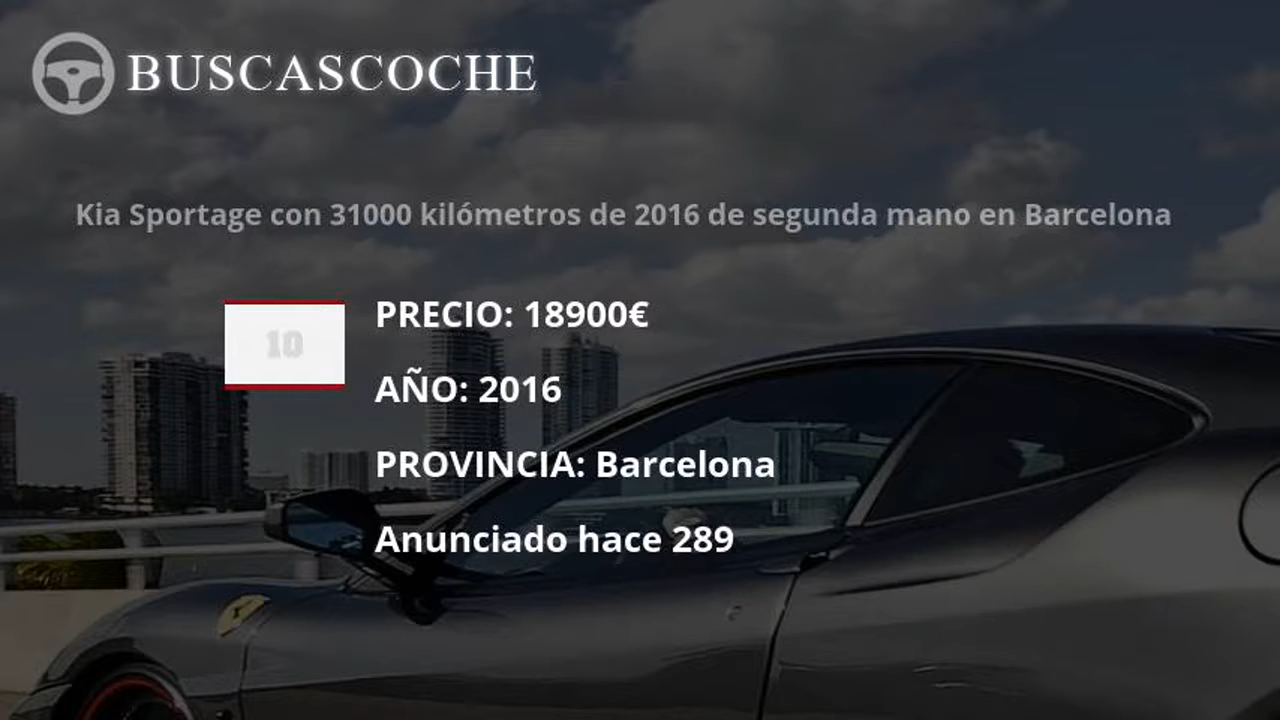 BUSCASCOCHE
Kia Sportage con 31000 kilómetros de 2016 de segunda mano en Barcelona
10
PRECIO: 18900€
AÑO: 2016
PROVINCIA: Barcelona
Anunciado hace 289